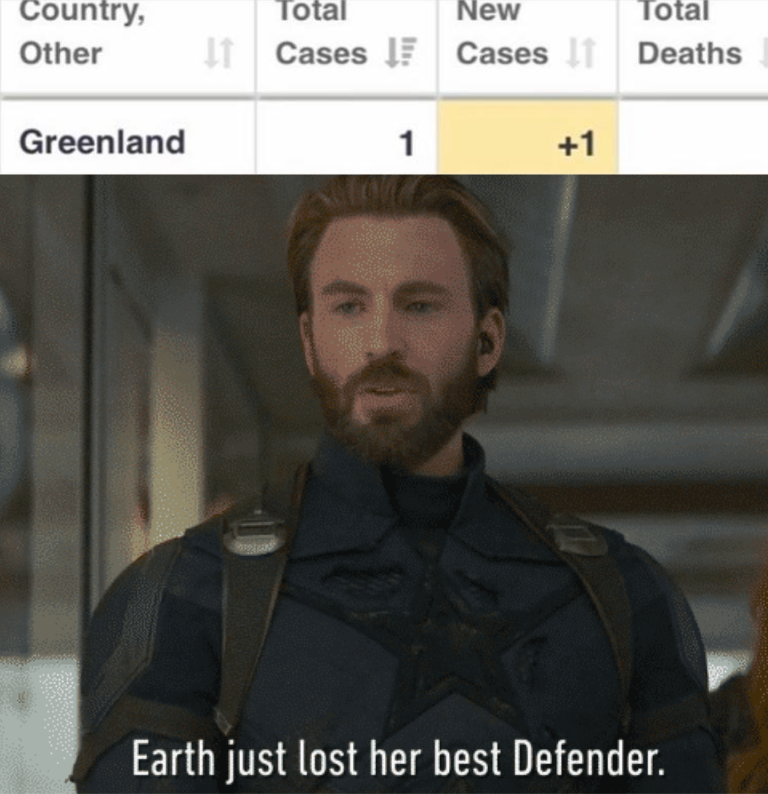 Country, Other
Total Cases
New Cases
Total Deaths
Greenland 1 +1
Earth just lost her best Defender.